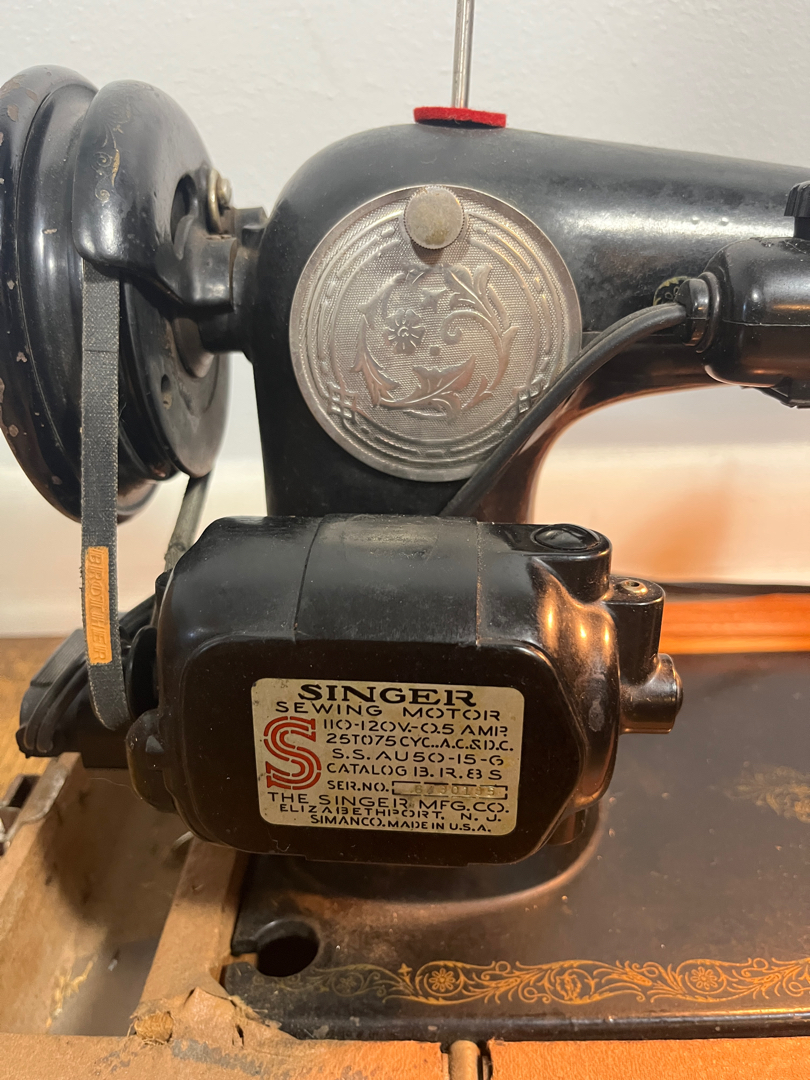 BROTHER
SINGER
SEWING MOTOR
110-120V.-0.5 AMP.
25TO75 CYC.,A.C.&D.C.
S.S. AU50-15-G
CATALOG B. R. 8 S
SER.NO.
THE SINGER MFG.CO.
ELIZABETHPORT, N. J.
SIMANCO. MADE IN U.S.A.
S